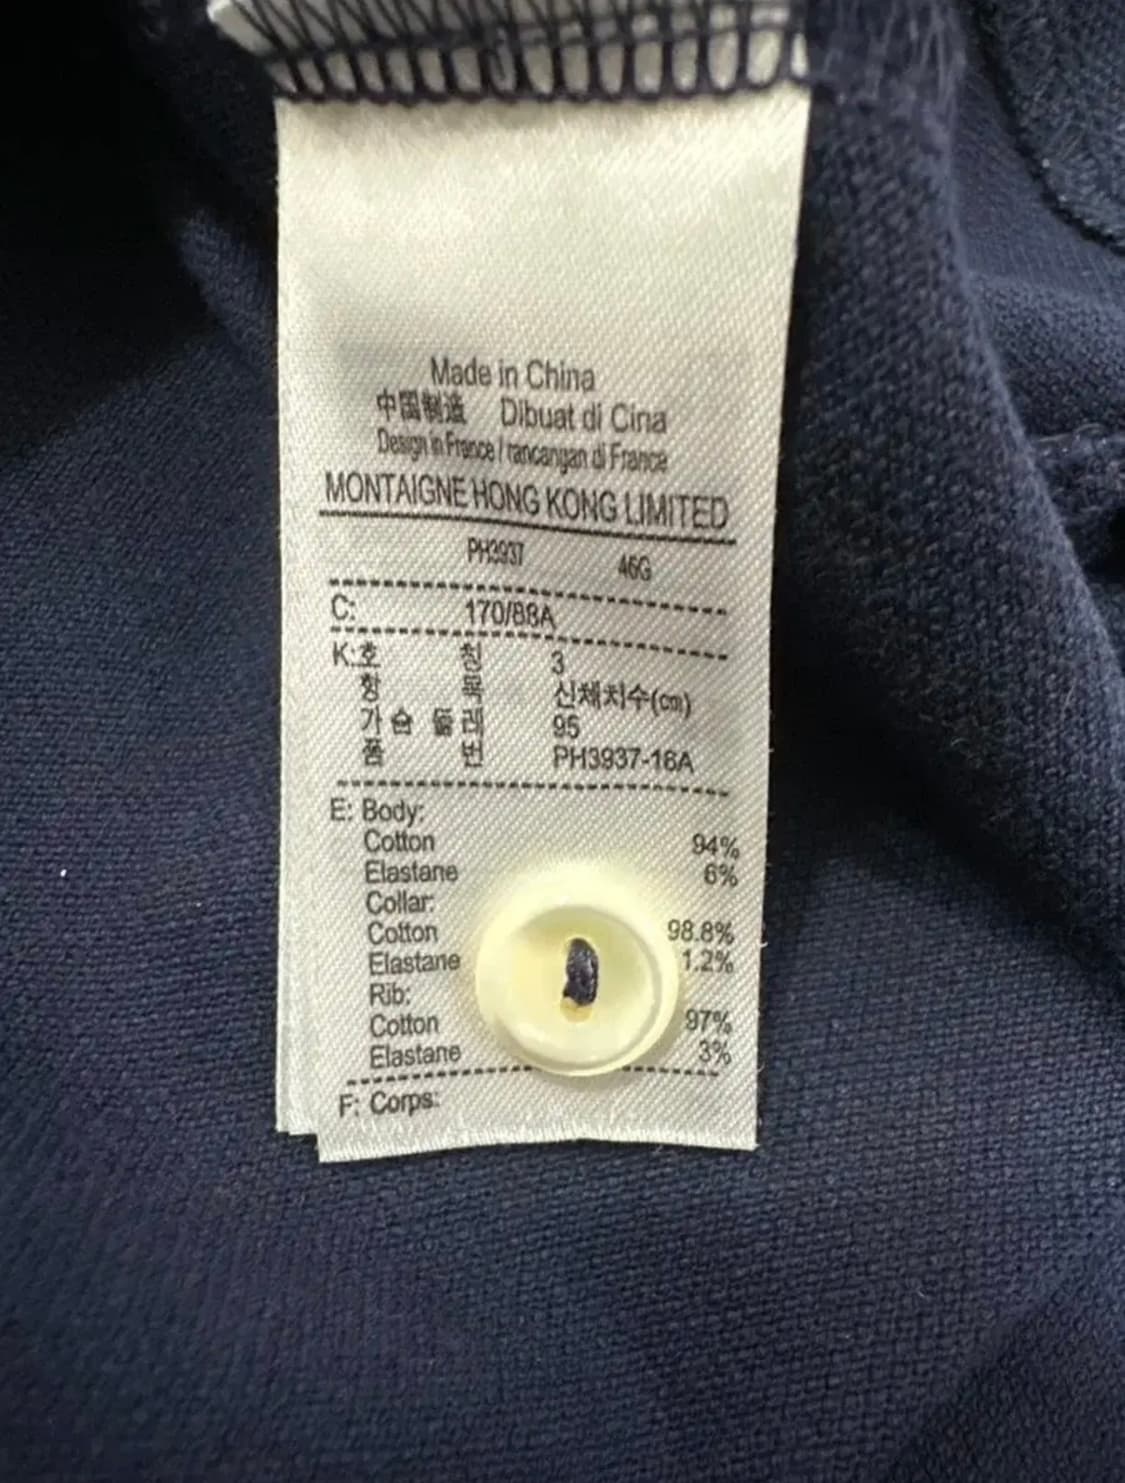 Made in China
中国制造 Dibuat di Cina
Design in France / rancangan di France
MONTAIGNE HONG KONG LIMITED
PH3937 46G
C: 170/88A
K:호 칭 3
항 목 신체치수(cm)
가슴 둘레 95
품 번 PH3937-16A
E: Body:
Cotton 94%
Elastane 6%
Collar:
Cotton 98.8%
Elastane 1.2%
Rib:
Cotton 97%
Elastane 3%
F: Corps: